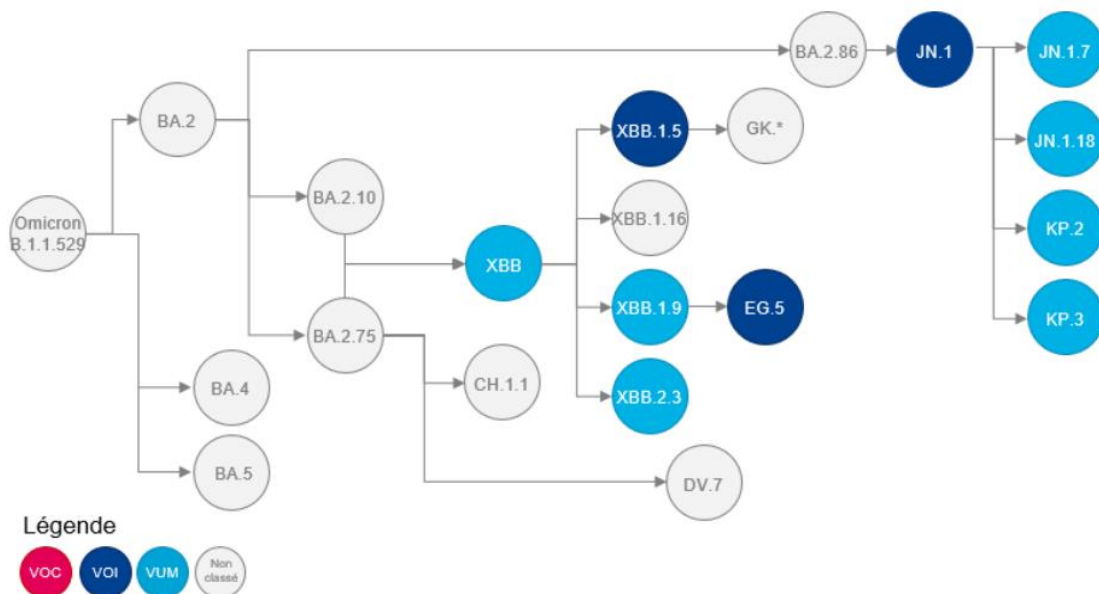 BA.2.86
JN.1
JN.1.7
BA.2
XBB.1.5
GK.*
JN.1.18
BA.2.10
Omicron
B.1.1.529
XBB.1.16
KP.2
XBB
BA.2.75
XBB.1.9
EG.5
KP.3
BA.4
CH.1.1
XBB.2.3
BA.5
DV.7
Légende
VOC
VOI
VUM
Non
classé